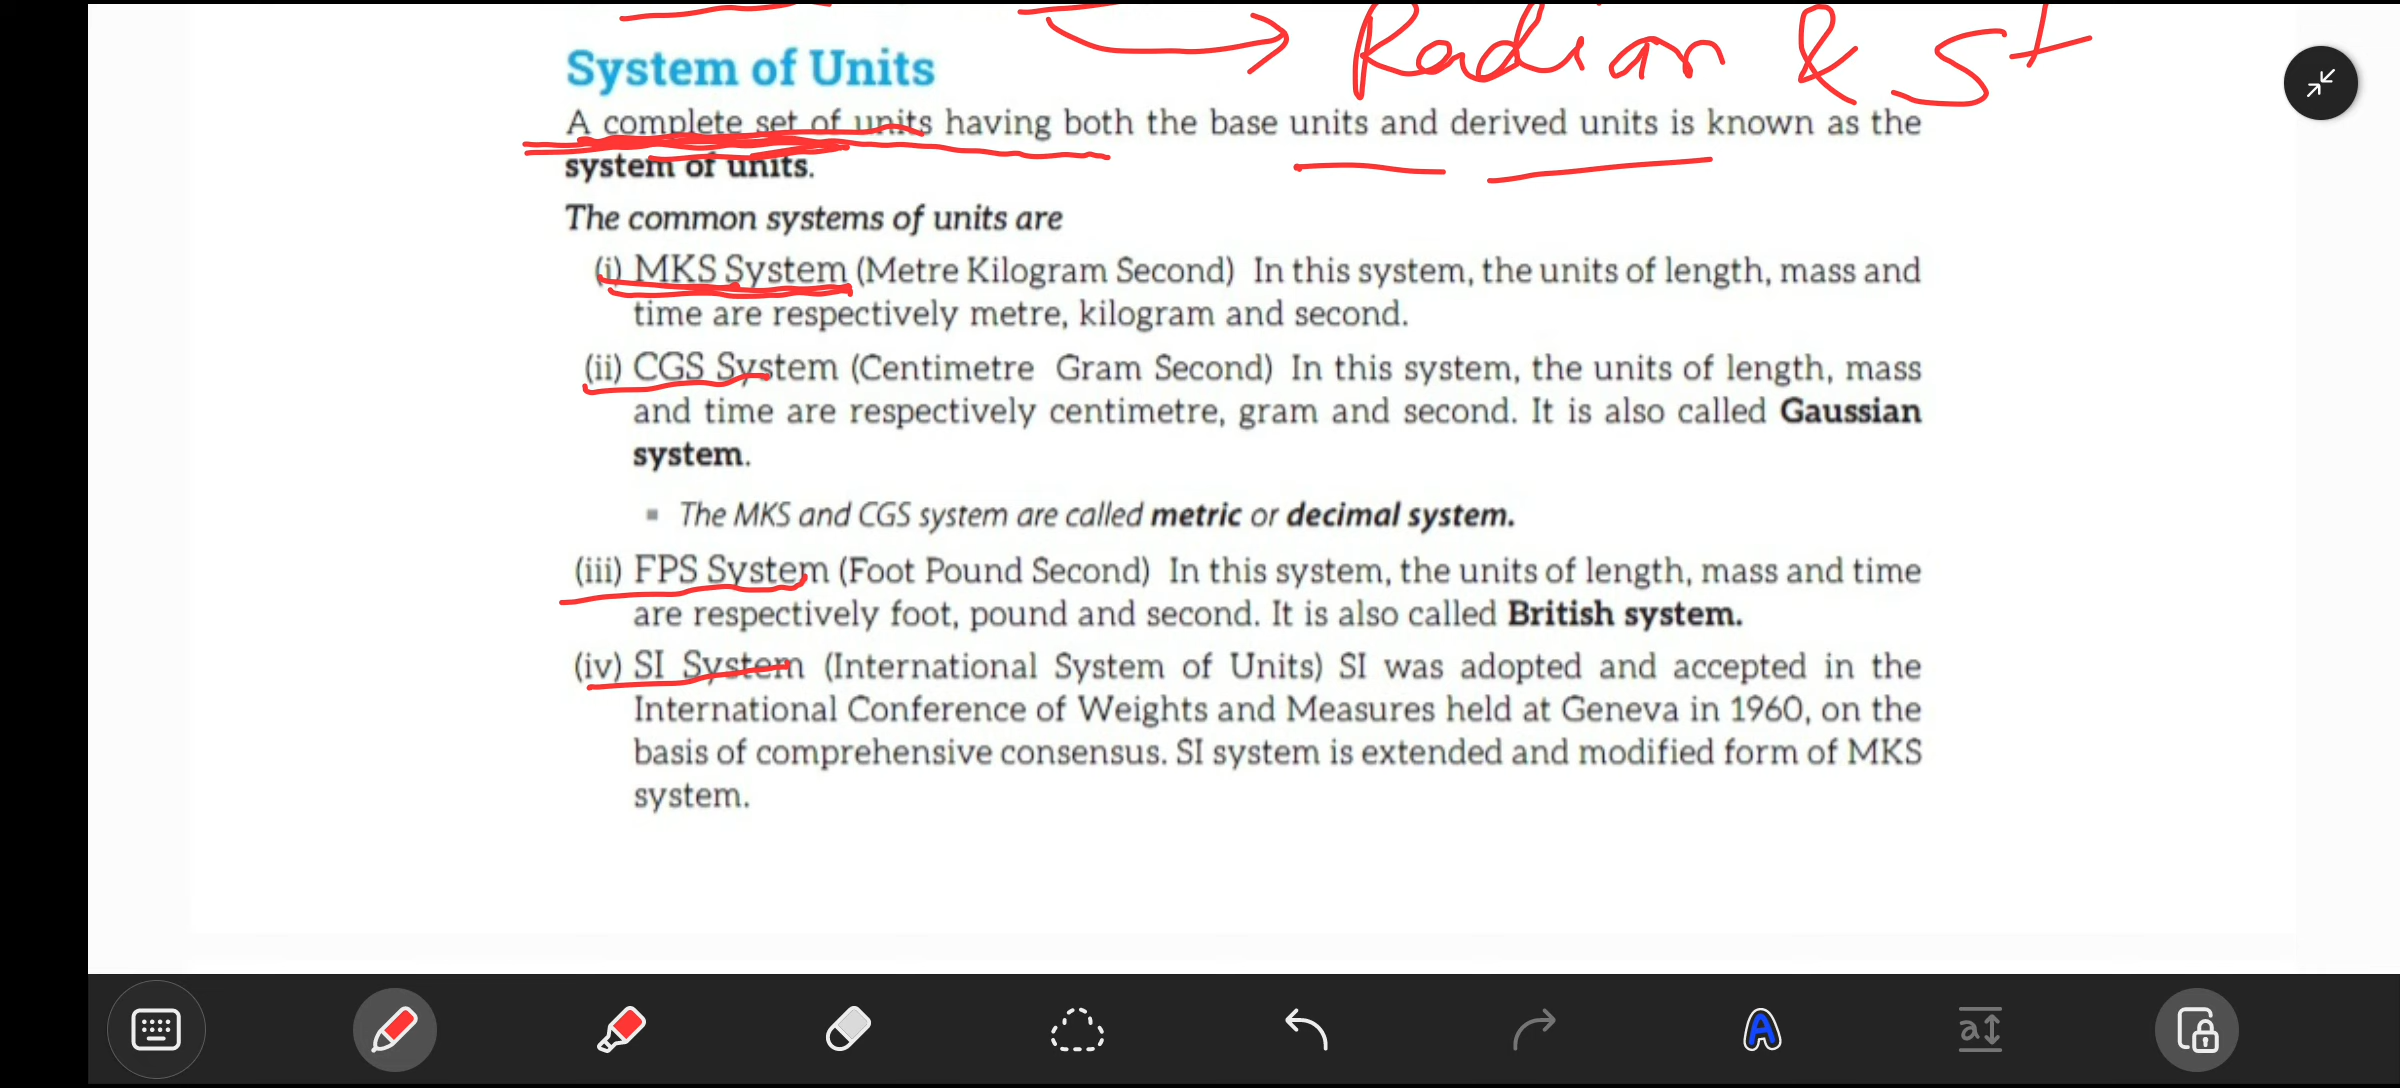 Radian & St
System of Units
A complete set of units having both the base units and derived units is known as the
system of units.
The common systems of units are
(i) MKS System (Metre Kilogram Second) In this system, the units of length, mass and
time are respectively metre, kilogram and second.
(ii) CGS System (Centimetre Gram Second) In this system, the units of length, mass
and time are respectively centimetre, gram and second. It is also called Gaussian
system.
▪ The MKS and CGS system are called metric or decimal system.
(iii) FPS System (Foot Pound Second) In this system, the units of length, mass and time
are respectively foot, pound and second. It is also called British system.
(iv) SI System (International System of Units) SI was adopted and accepted in the
International Conference of Weights and Measures held at Geneva in 1960, on the
basis of comprehensive consensus. SI system is extended and modified form of MKS
system.
A
a